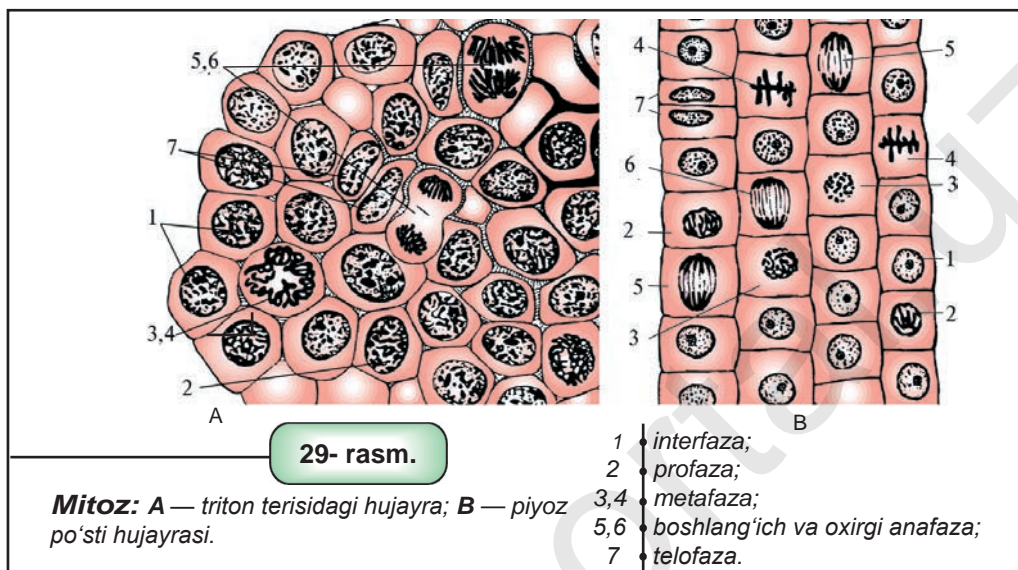 5,6
7
1
3,4
2
A
4
7
6
2
5
3
5
4
3
1
2
B
29- rasm.
Mitoz: A — triton terisidagi hujayra; B — piyoz
po‘sti hujayrasi.
1 interfaza;
2 profaza;
3,4 metafaza;
5,6 boshlang‘ich va oxirgi anafaza;
7 telofaza.